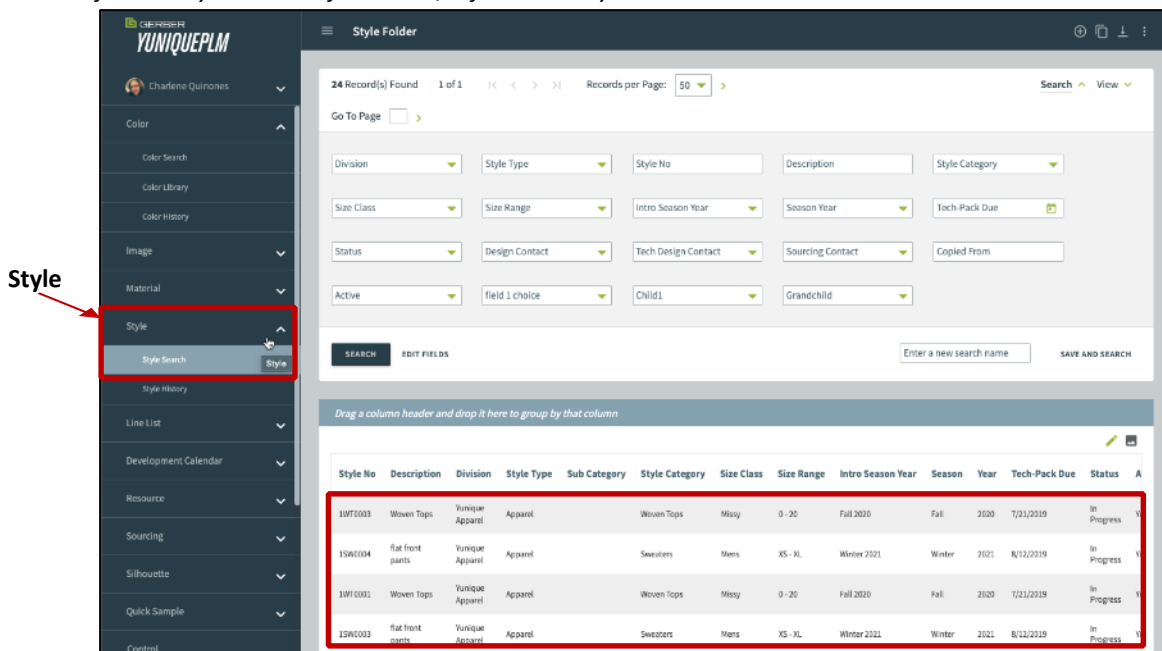 GERBER
YUNIQUEPLM
Style Folder
Charlene Quinones
24 Record(s) Found 1 of 1 Records per Page: 50 Search View
Go To Page
Color
Color Search
Color Library
Color History
Image
Material
Style
Style
Style Search
Style
Style History
Line List
Development Calendar
Resource
Sourcing
Silhouette
Quick Sample
Control
Division Style Type Style No Description Style Category
Size Class Size Range Intro Season Year Season Year Tech-Pack Due
Status Design Contact Tech Design Contact Sourcing Contact Copied From
Active field 1 choice Child1 Grandchild
SEARCH EDIT FIELDS Enter a new search name SAVE AND SEARCH
Drag a column header and drop it here to group by that column
Style No Description Division Style Type Sub Category Style Category Size Class Size Range Intro Season Year Season Year Tech-Pack Due Status A
1WT0003 Woven Tops Yunique Apparel Apparel Woven Tops Missy 0 - 20 Fall 2020 Fall 2020 7/21/2019 In Progress
1SW0004 flat front pants Yunique Apparel Apparel Sweaters Mens XS - XL Winter 2021 Winter 2021 8/12/2019 In Progress
1WT0001 Woven Tops Yunique Apparel Apparel Woven Tops Missy 0 - 20 Fall 2020 Fall 2020 7/21/2019 In Progress
1SW0003 flat front pants Yunique Apparel Apparel Sweaters Mens XS - XL Winter 2021 Winter 2021 8/12/2019 In Progress